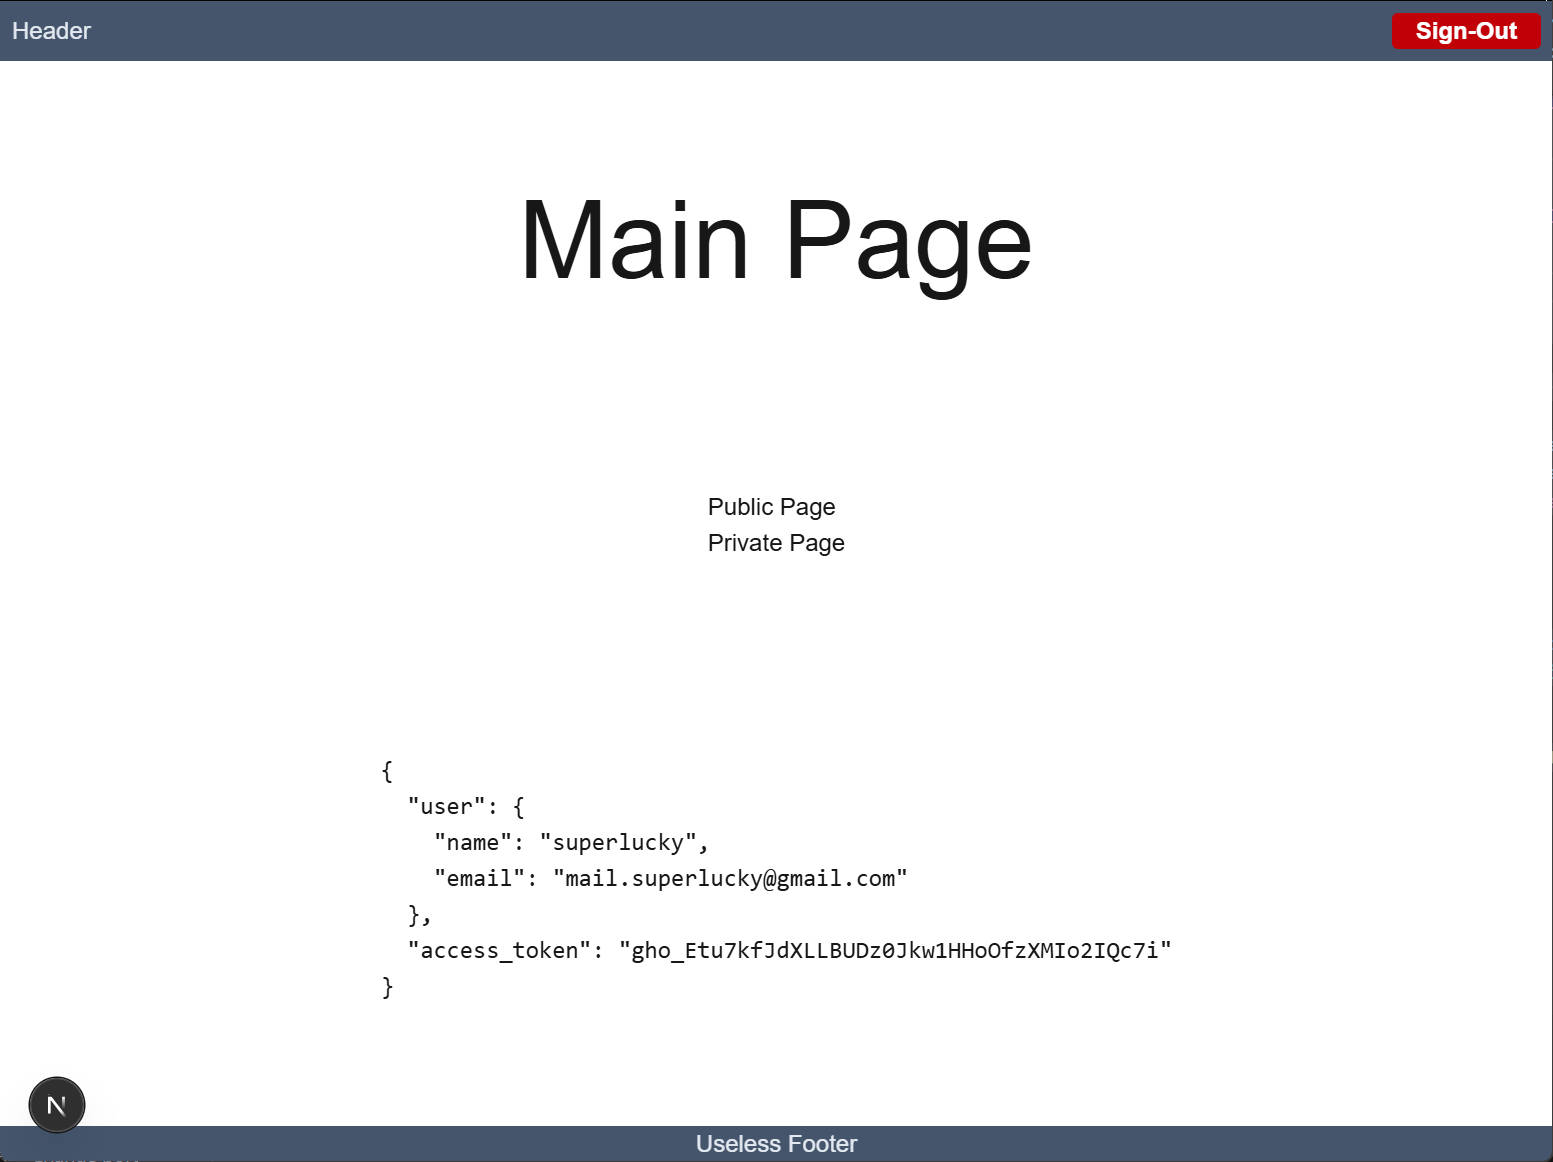 Header
Sign-Out
Main Page
Public Page
Private Page
{
  "user": {
    "name": "superlucky",
    "email": "mail.superlucky@gmail.com"
  },
  "access_token": "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"
}
N
Useless Footer